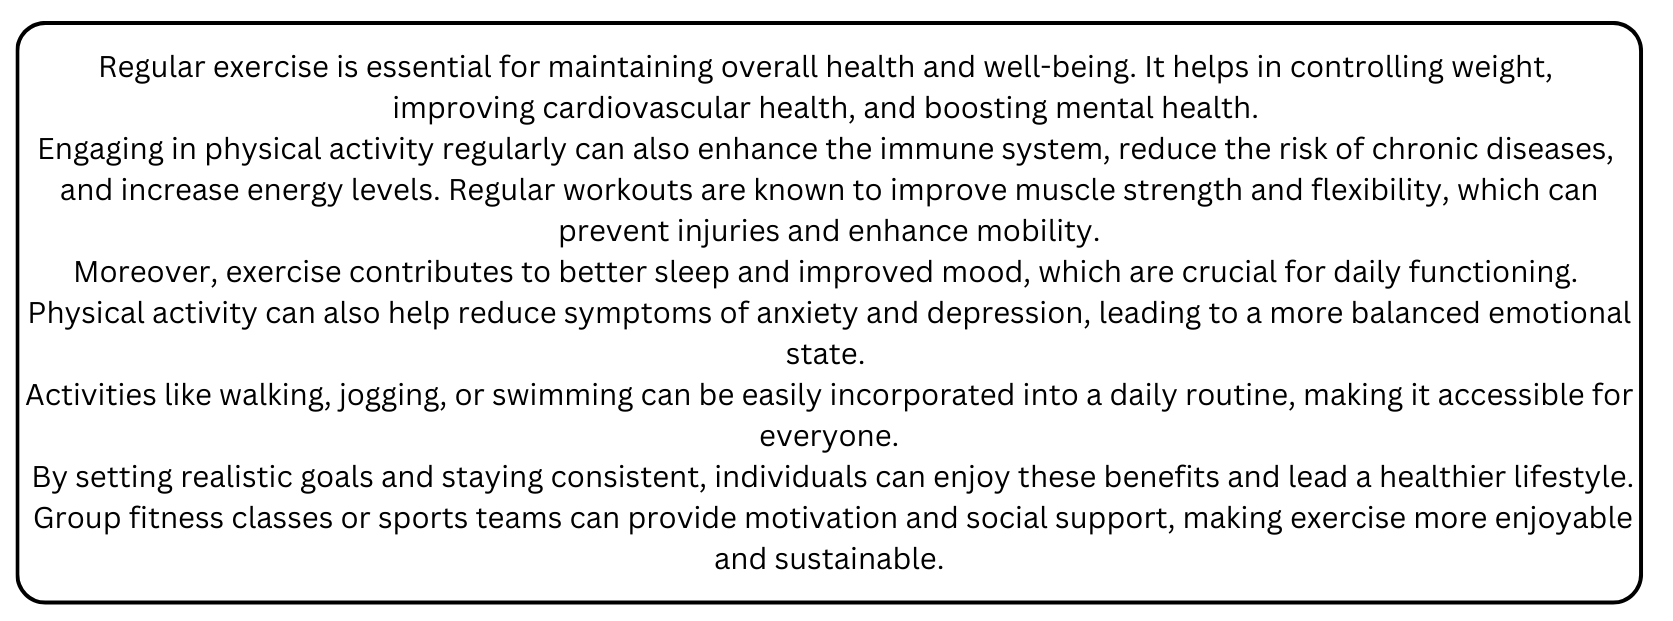 Regular exercise is essential for maintaining overall health and well-being. It helps in controlling weight,
improving cardiovascular health, and boosting mental health.
Engaging in physical activity regularly can also enhance the immune system, reduce the risk of chronic diseases,
and increase energy levels. Regular workouts are known to improve muscle strength and flexibility, which can
prevent injuries and enhance mobility.
Moreover, exercise contributes to better sleep and improved mood, which are crucial for daily functioning.
Physical activity can also help reduce symptoms of anxiety and depression, leading to a more balanced emotional
state.
Activities like walking, jogging, or swimming can be easily incorporated into a daily routine, making it accessible for
everyone.
By setting realistic goals and staying consistent, individuals can enjoy these benefits and lead a healthier lifestyle.
Group fitness classes or sports teams can provide motivation and social support, making exercise more enjoyable
and sustainable.